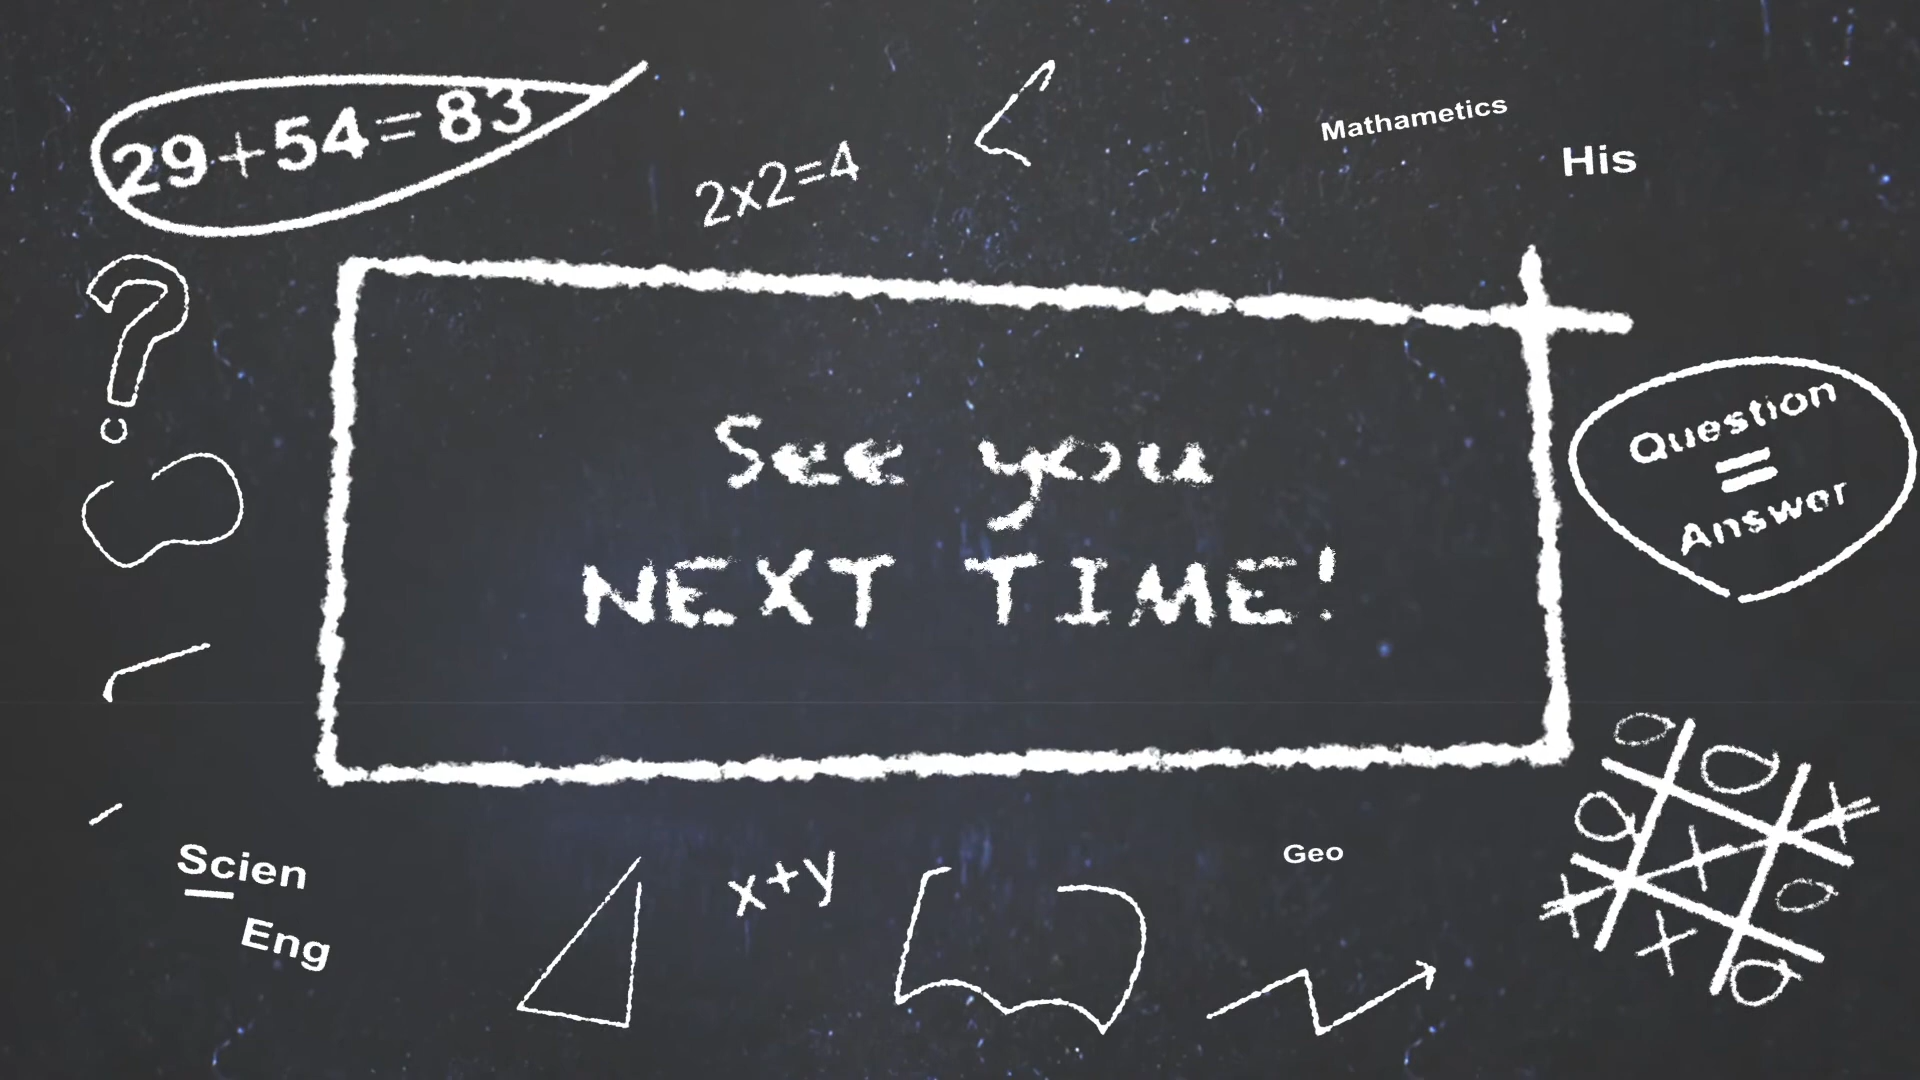 29+54=83
2x2=4
Mathametics
His
See you
NEXT TIME!
Question
=
Answer
Scien
Eng
x+y
Geo